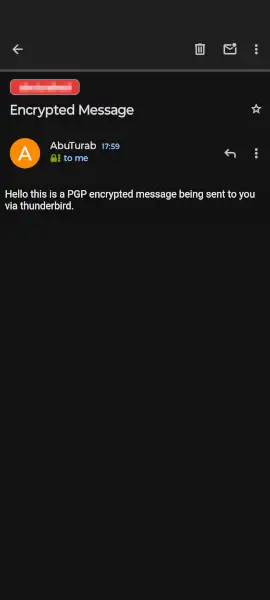 Encrypted Message
A
AbuTurab 17:59
to me
Hello this is a PGP encrypted message being sent to you
via thunderbird.